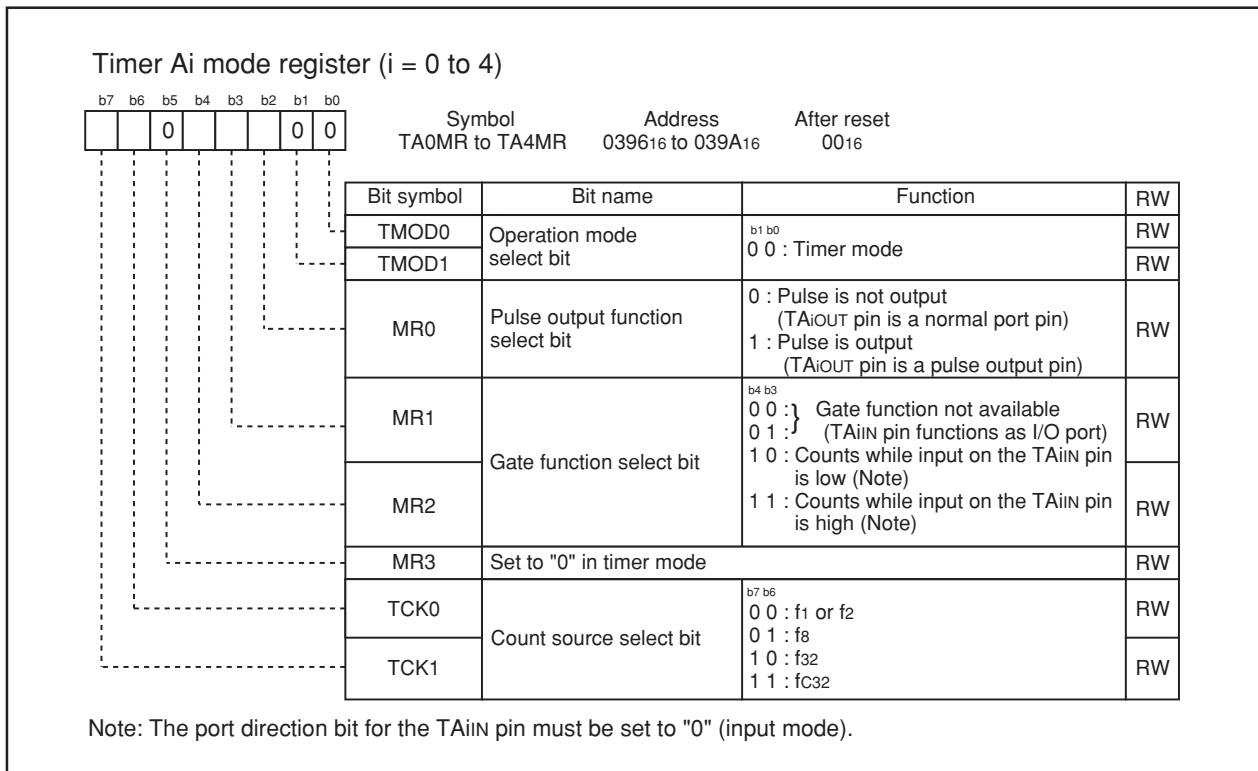 Timer Ai mode register (i = 0 to 4)
b7 b6 b5 b4 b3 b2 b1 b0
0 0 0
Symbol Address After reset
TA0MR to TA4MR 039616 to 039A16 0016
Bit symbol Bit name Function RW
TMOD0 Operation mode select bit b1 b0 RW
TMOD1 0 0 : Timer mode RW
MR0 Pulse output function select bit 0 : Pulse is not output RW
(TAiOUT pin is a normal port pin)
1 : Pulse is output
(TAiOUT pin is a pulse output pin)
MR1 Gate function select bit b4 b3 RW
0 0 : } Gate function not available
0 1 : (TAiIN pin functions as I/O port)
1 0 : Counts while input on the TAiIN pin
is low (Note)
MR2 1 1 : Counts while input on the TAiIN pin RW
is high (Note)
MR3 Set to "0" in timer mode RW
TCK0 Count source select bit b7 b6 RW
0 0 : f1 or f2
0 1 : f8
TCK1 1 0 : f32 RW
1 1 : fC32
Note: The port direction bit for the TAiIN pin must be set to "0" (input mode).